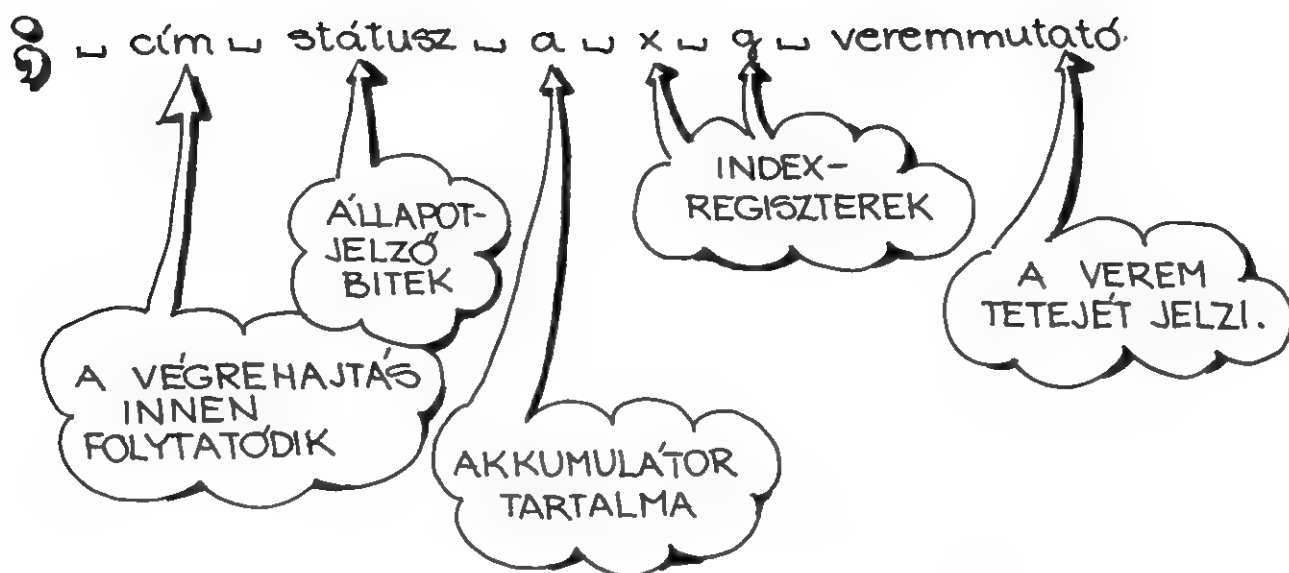 ; ␣ cím ␣ státusz ␣ a ␣ x ␣ y ␣ veremmutató.
INDEX-
REGISZTEREK
ÁLLAPOT-
JELZŐ
BITEK
A VEREM
TETEJÉT JELZI.
A VÉGREHAJTÁS
INNEN
FOLYTATÓDIK
AKKUMULÁTOR
TARTALMA